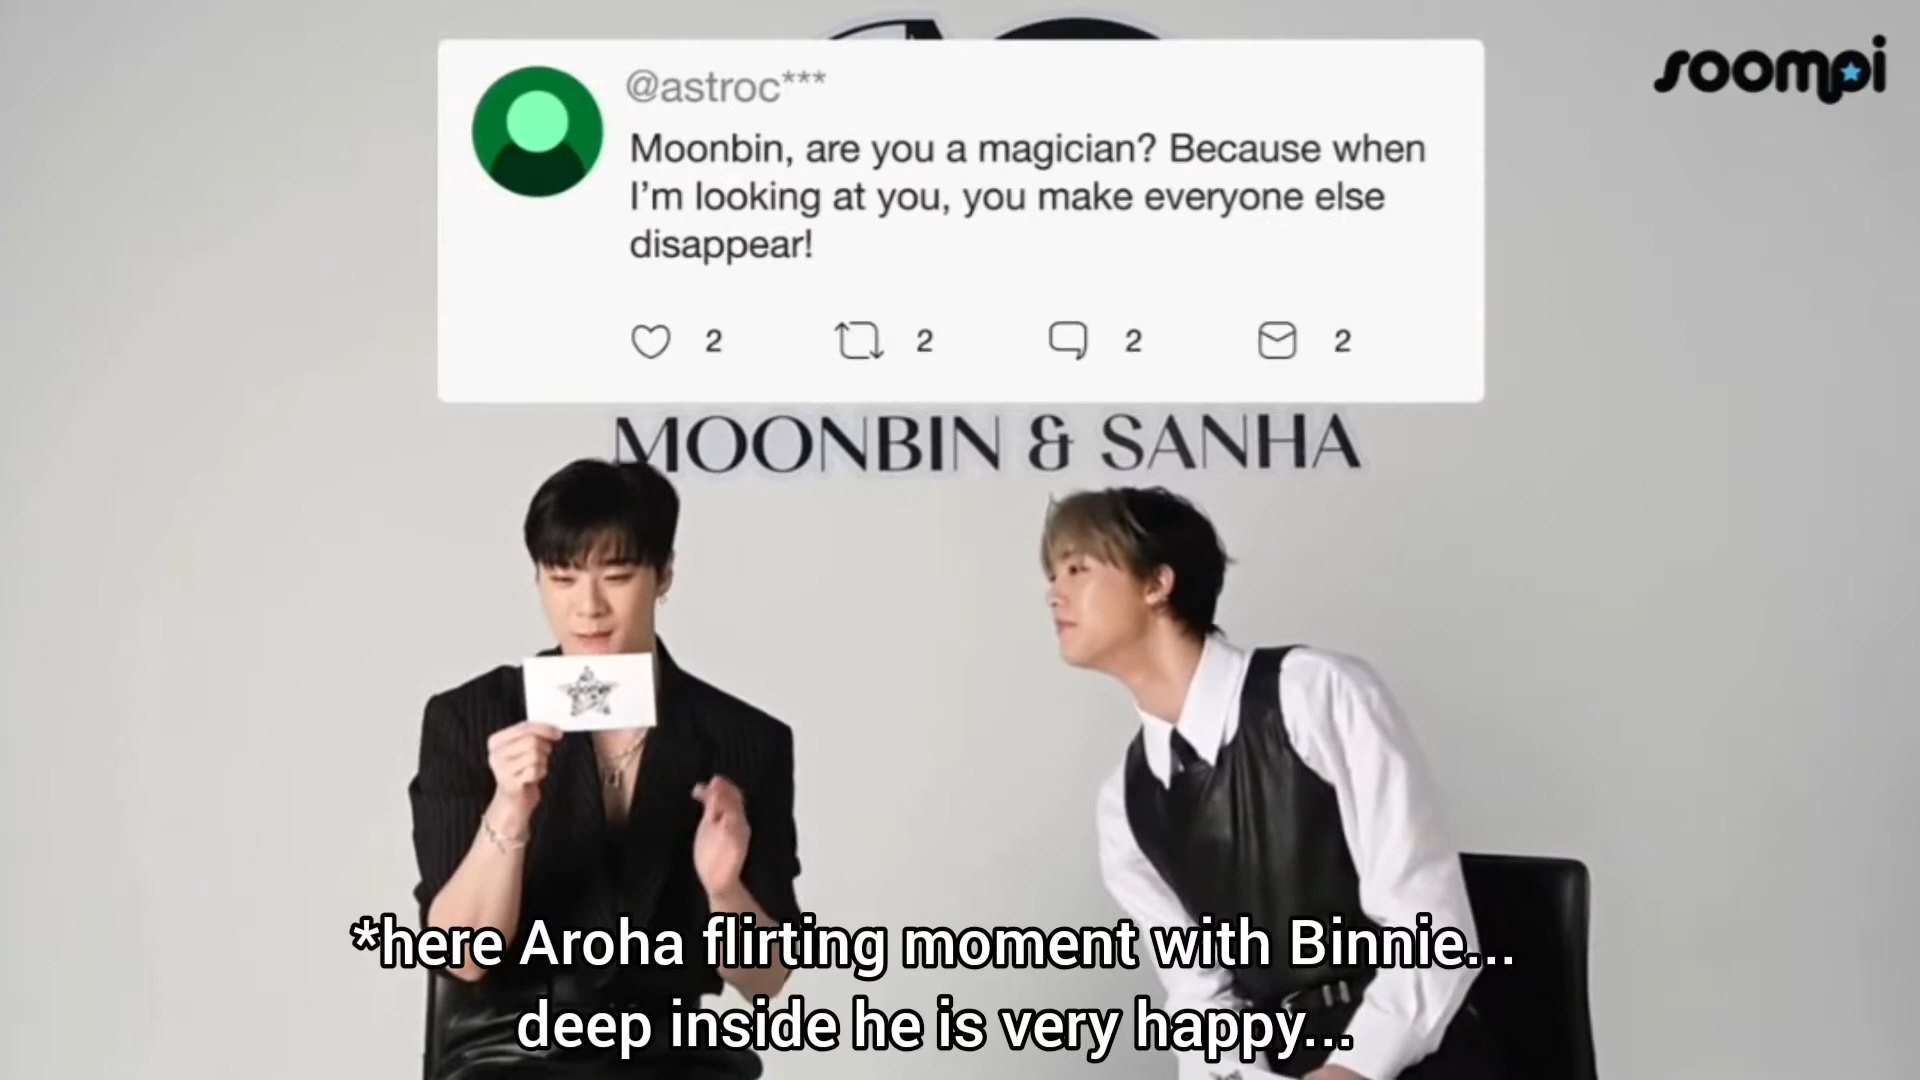 soompi
@astroc***
Moonbin, are you a magician? Because when
I'm looking at you, you make everyone else
disappear!
2 2 2 2
MOONBIN & SANHA
soompi
*here Aroha flirting moment with Binnie...
deep inside he is very happy...